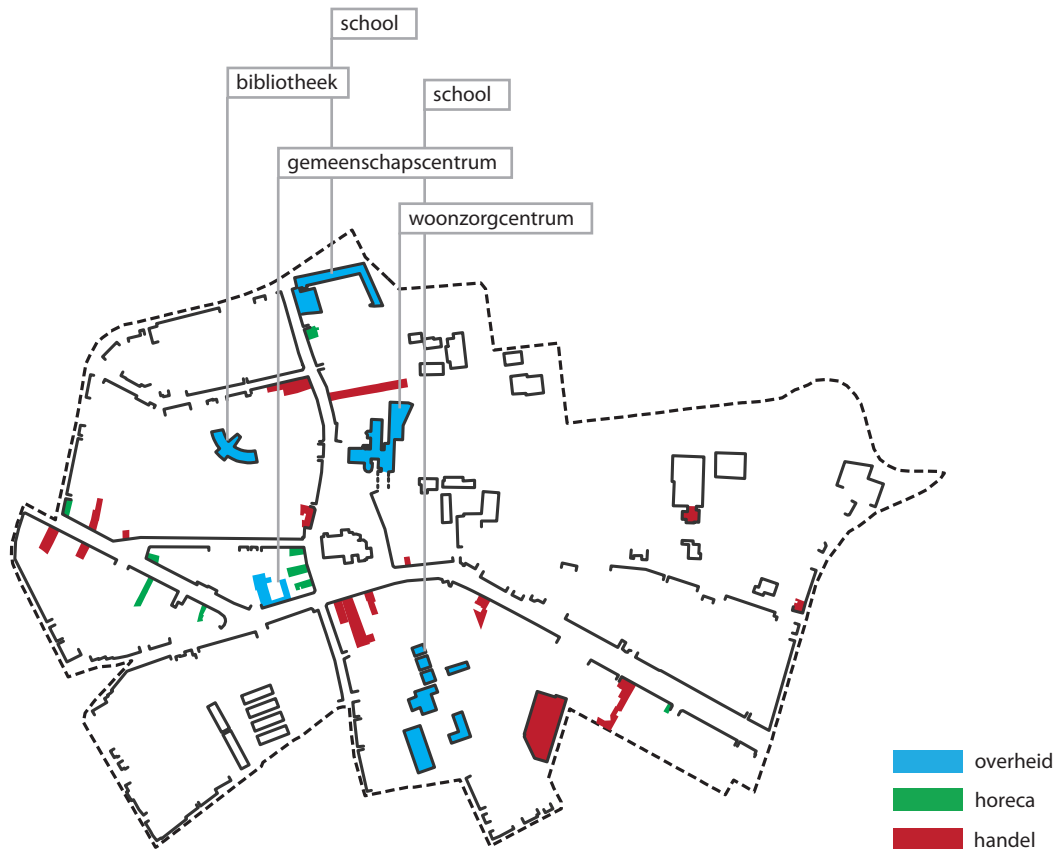 school
bibliotheek
school
gemeenschapscentrum
woonzorgcentrum
overheid
horeca
handel